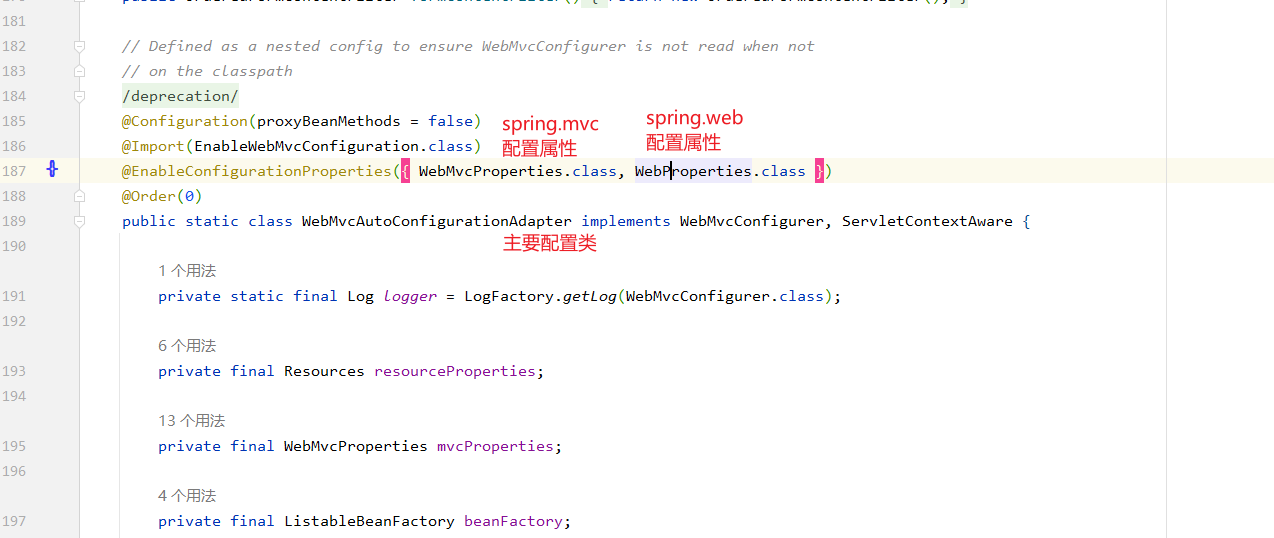 181
182 // Defined as a nested config to ensure WebMvcConfigurer is not read when not
183 // on the classpath
184 /deprecation/
spring.mvc spring.web
185 @Configuration(proxyBeanMethods = false)
配置属性 配置属性
186 @Import(EnableWebMvcConfiguration.class)
187 @EnableConfigurationProperties({ WebMvcProperties.class, WebProperties.class })
188 @Order(0)
189 public static class WebMvcAutoConfigurationAdapter implements WebMvcConfigurer, ServletContextAware {
主要配置类
190
1 个用法
191 private static final Log logger = LogFactory.getLog(WebMvcConfigurer.class);
192
6 个用法
193 private final Resources resourceProperties;
194
13 个用法
195 private final WebMvcProperties mvcProperties;
196
4 个用法
197 private final ListableBeanFactory beanFactory;